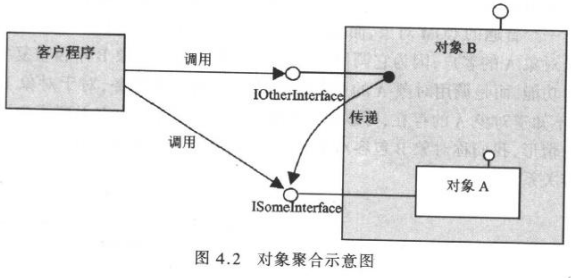 客户程序
对象 B
调用
IOtherInterface
传递
调用
对象 A
ISomeInterface
图 4.2 对象聚合示意图